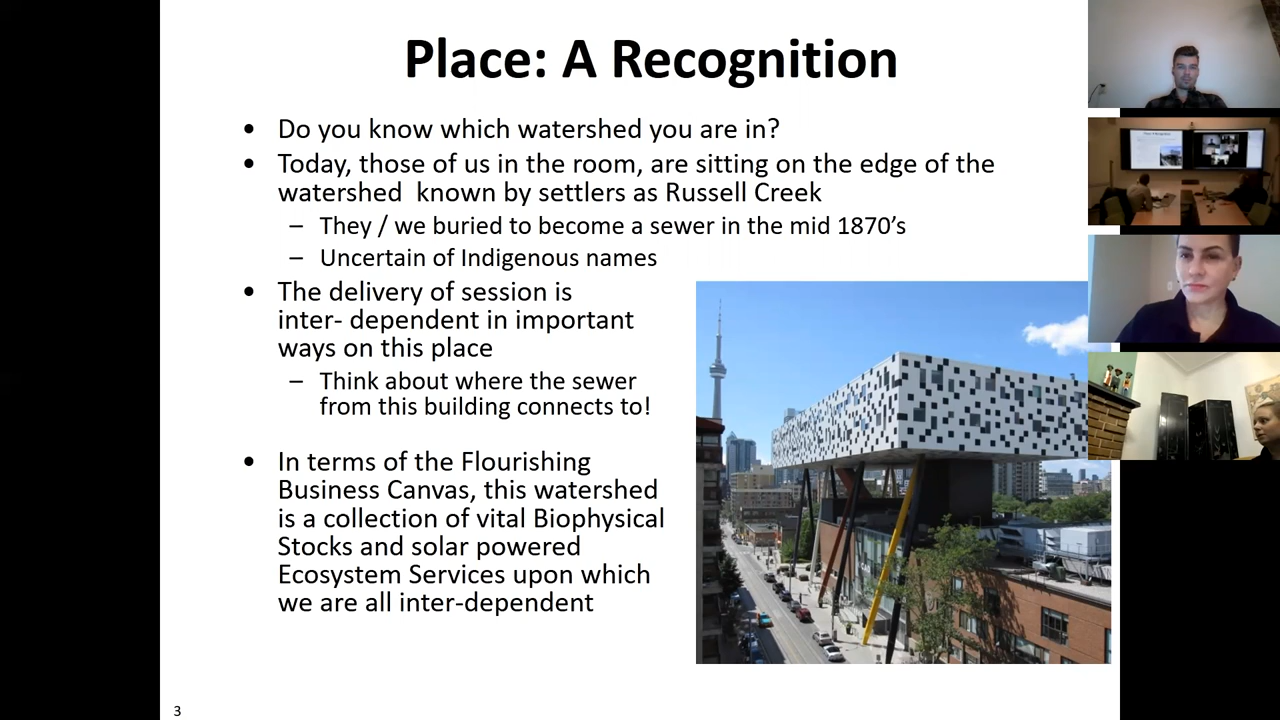 Place: A Recognition
• Do you know which watershed you are in?
• Today, those of us in the room, are sitting on the edge of the
watershed known by settlers as Russell Creek
– They / we buried to become a sewer in the mid 1870’s
– Uncertain of Indigenous names
• The delivery of session is
inter- dependent in important
ways on this place
– Think about where the sewer
from this building connects to!
• In terms of the Flourishing
Business Canvas, this watershed
is a collection of vital Biophysical
Stocks and solar powered
Ecosystem Services upon which
we are all inter-dependent
3